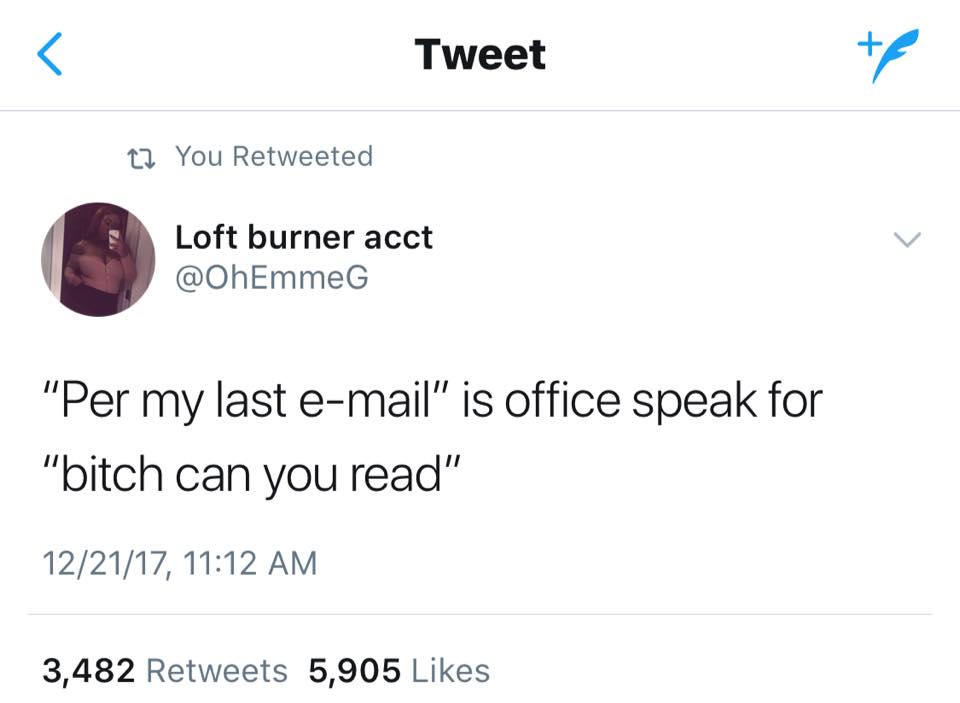 Tweet
You Retweeted
Loft burner acct
@OhEmmeG
“Per my last e-mail” is office speak for
“bitch can you read”
12/21/17, 11:12 AM
3,482 Retweets 5,905 Likes